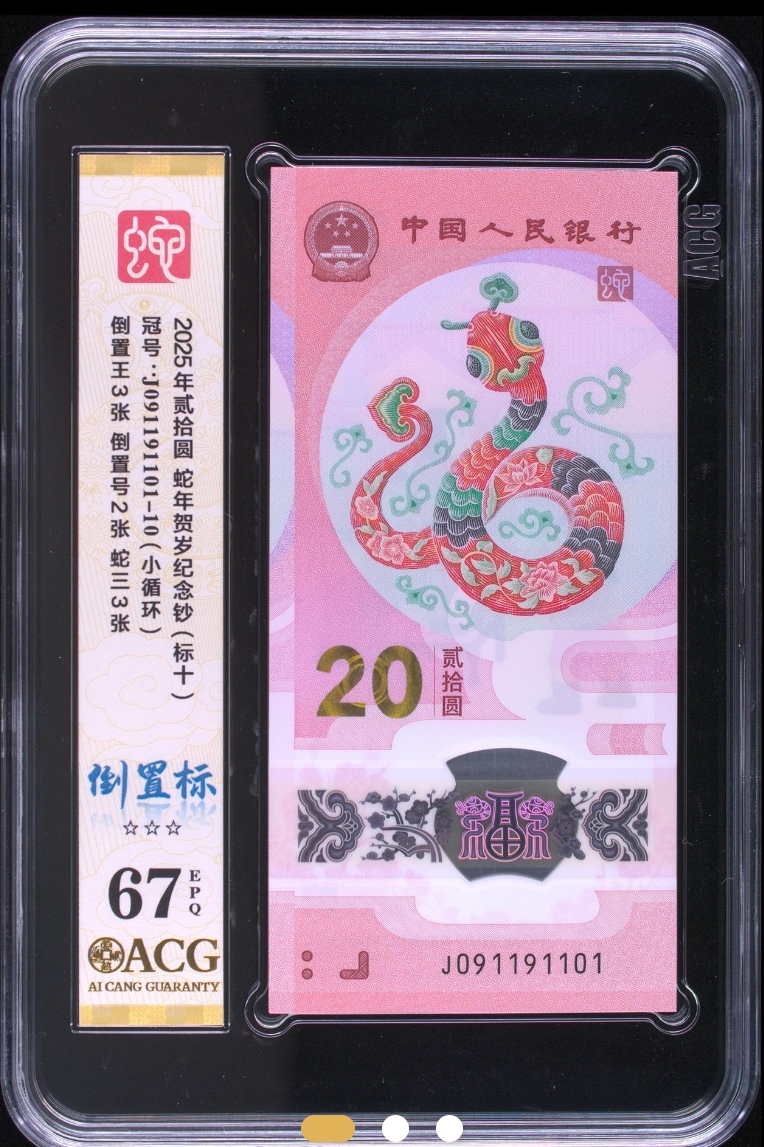 蛇
2025年贰拾圆 蛇年贺岁纪念钞(标十)
冠号:J091191101-10(小循环)
倒置王3张 倒置号2张 蛇三3张
倒置标
☆☆☆
67 EPQ
ACG
AI CANG GUARANTY
中国人民银行
蛇
20 贰拾圆
福
J091191101
ACG